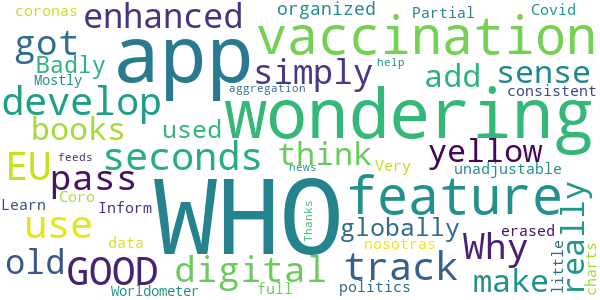 coronas
enhanced
organized
Partial
Covid
got
Badly
app
vaccination
Mostly
simply
help
add
sense
aggregation
consistent
develop
wondering
books
used
seconds
think
yellow
EU
feeds
pass
Very
unadjustable
Learn
Coro
Inform
news
WHO
feature
really
use
Thanks
globally
Why
erased
data
nosotras
little
charts
old
GOOD
digital
track
make
Worldometer
full
politics